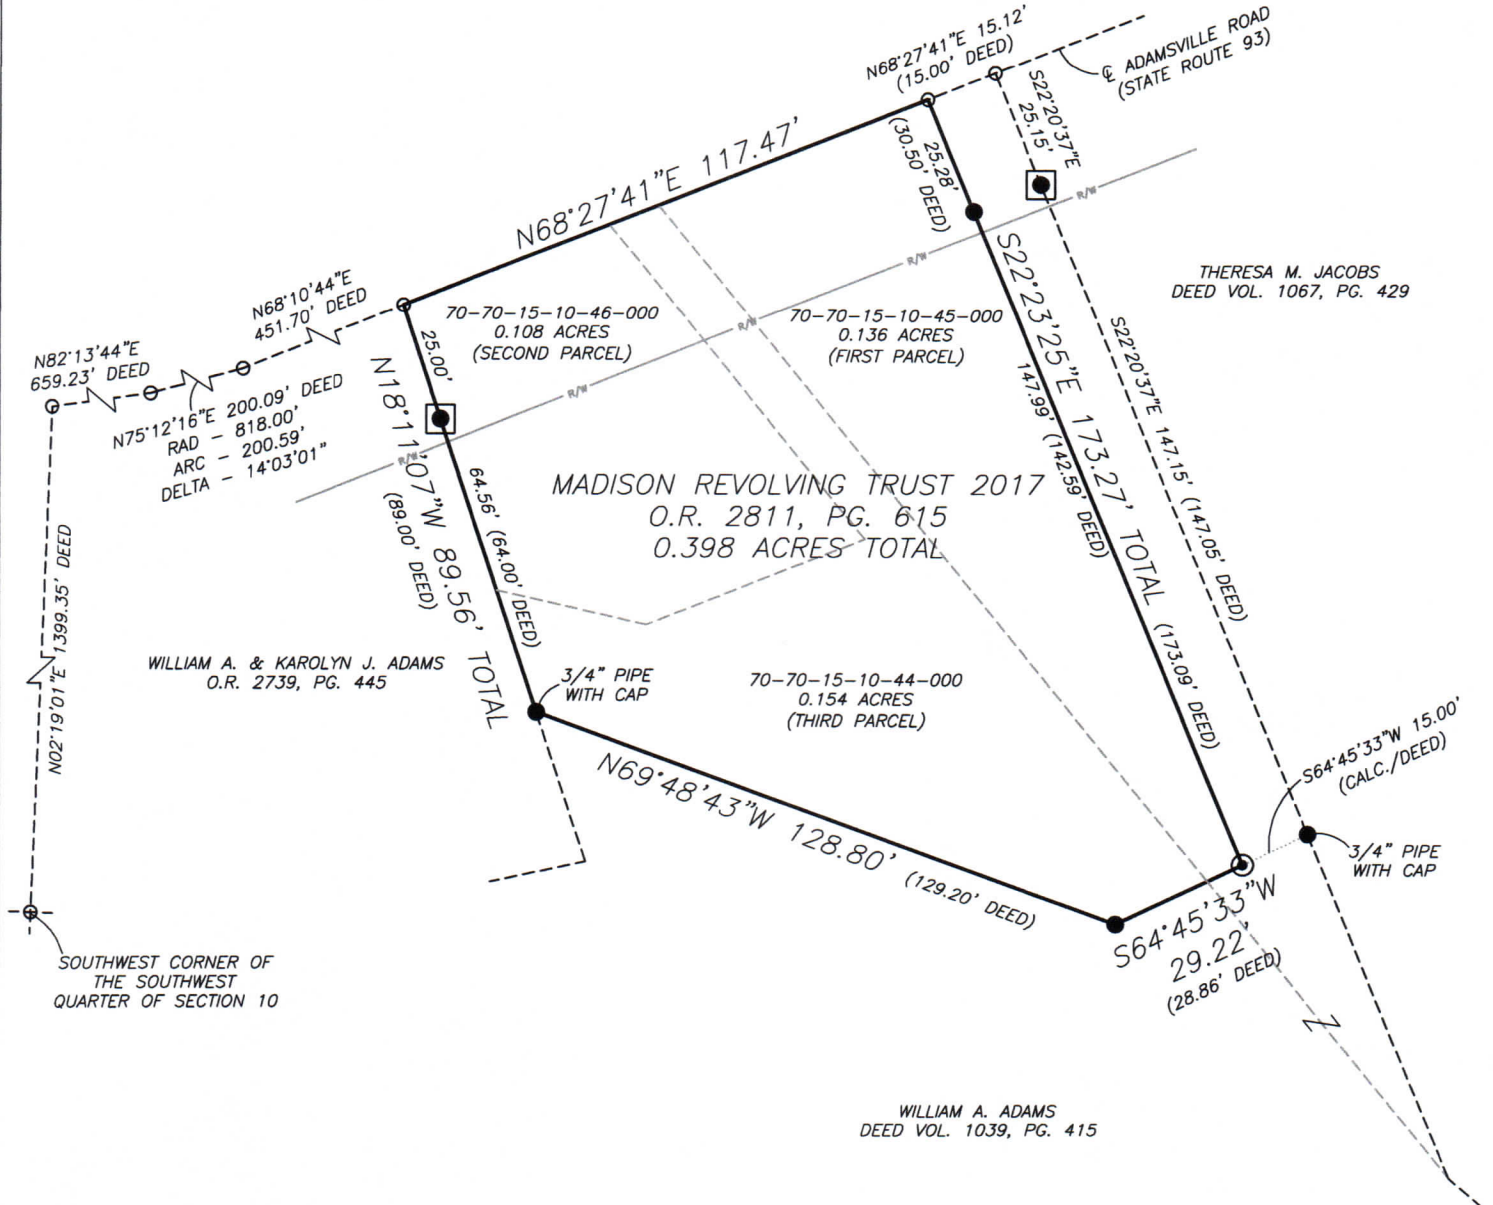 N68°27'41"E 15.12'
(15.00' DEED)
℄ ADAMSVILLE ROAD
(STATE ROUTE 93)
S22°20'37"E
25.15'
N68°27'41"E 117.47'
25.28'
(30.50' DEED)
R/W
R/W
R/W
R/W
R/W
THERESA M. JACOBS
DEED VOL. 1067, PG. 429
N68°10'44"E
451.70' DEED
N82°13'44"E
659.23' DEED
N75°12'16"E 200.09' DEED
RAD - 818.00'
ARC - 200.59'
DELTA - 14°03'01"
70-70-15-10-46-000
0.108 ACRES
(SECOND PARCEL)
70-70-15-10-45-000
0.136 ACRES
(FIRST PARCEL)
25.00'
N18°11'07"W 89.56' TOTAL
(89.00' DEED)
64.56' (64.00' DEED)
S22°23'25"E 173.27' TOTAL (173.09' DEED)
147.99' (142.59' DEED)
S22°20'37"E 147.15' (147.05' DEED)
MADISON REVOLVING TRUST 2017
O.R. 2811, PG. 615
0.398 ACRES TOTAL
N02°19'01"E 1399.35' DEED
WILLIAM A. & KAROLYN J. ADAMS
O.R. 2739, PG. 445
3/4" PIPE
WITH CAP
70-70-15-10-44-000
0.154 ACRES
(THIRD PARCEL)
N69°48'43"W 128.80' (129.20' DEED)
S64°45'33"W 15.00'
(CALC./DEED)
3/4" PIPE
WITH CAP
S64°45'33"W
29.22'
(28.86' DEED)
SOUTHWEST CORNER OF
THE SOUTHWEST
QUARTER OF SECTION 10
WILLIAM A. ADAMS
DEED VOL. 1039, PG. 415